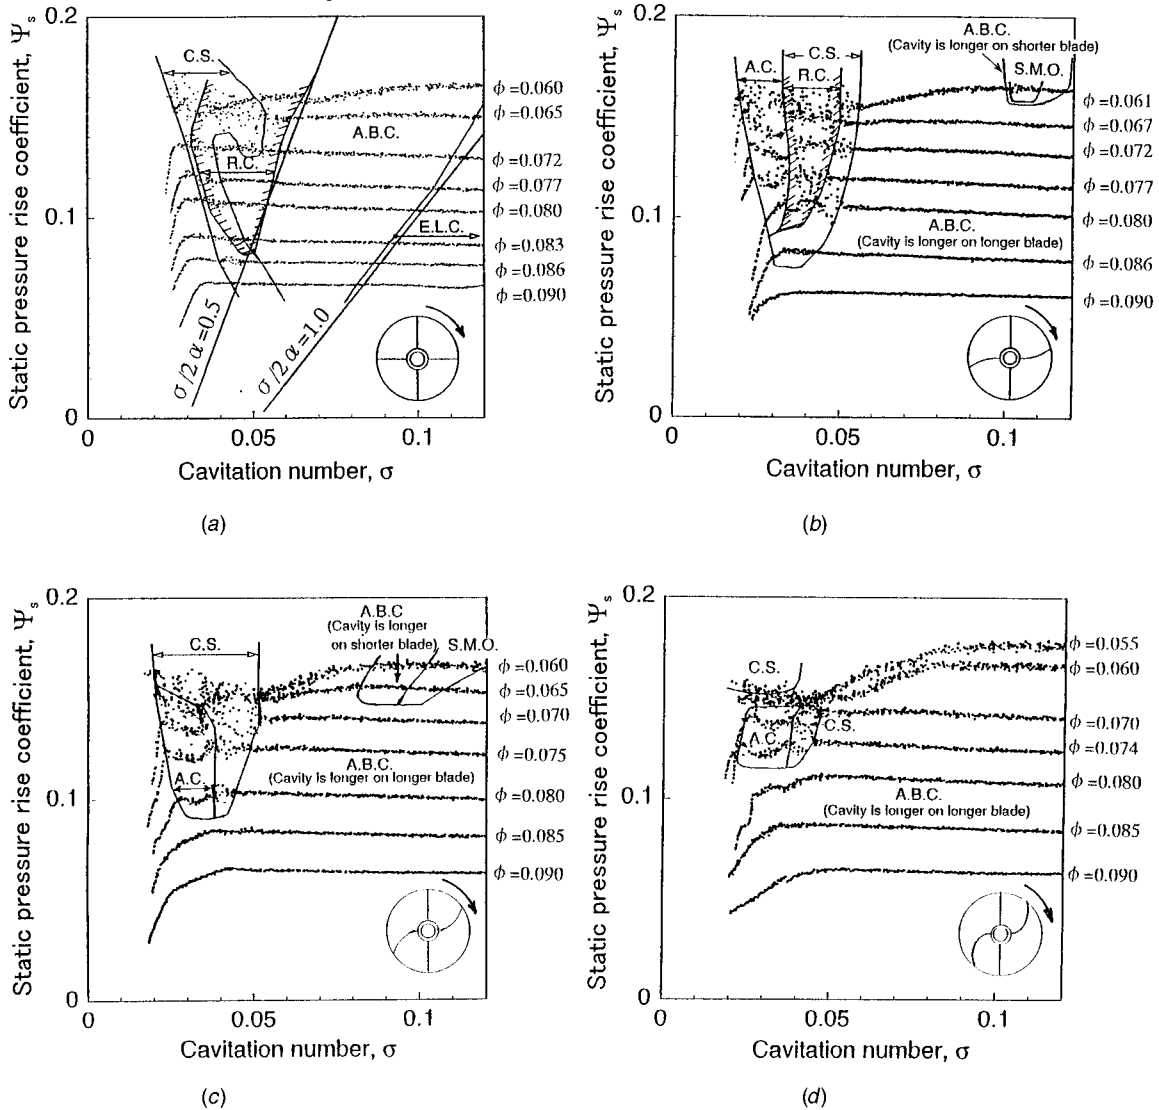 0.2
Static pressure rise coefficient, Ψs
0.1
0
C.S.
R.C.
A.B.C.
E.L.C.
σ/2α=0.5
σ/2α=1.0
ϕ=0.060
ϕ=0.065
ϕ=0.072
ϕ=0.077
ϕ=0.080
ϕ=0.083
ϕ=0.086
ϕ=0.090
0 0.05 0.1
Cavitation number, σ
(a)
0.2
Static pressure rise coefficient, Ψs
0.1
0
A.B.C.
(Cavity is longer on shorter blade)
C.S.
A.C.
R.C.
S.M.O.
A.B.C.
(Cavity is longer on longer blade)
ϕ=0.061
ϕ=0.067
ϕ=0.072
ϕ=0.077
ϕ=0.080
ϕ=0.086
ϕ=0.090
0 0.05 0.1
Cavitation number, σ
(b)
0.2
Static pressure rise coefficient, Ψs
0.1
0
A.B.C
(Cavity is longer
on shorter blade)
C.S.
S.M.O.
A.C.
A.B.C.
(Cavity is longer on longer blade)
ϕ=0.060
ϕ=0.065
ϕ=0.070
ϕ=0.075
ϕ=0.080
ϕ=0.085
ϕ=0.090
0 0.05 0.1
Cavitation number, σ
(c)
0.2
Static pressure rise coefficient, Ψs
0.1
0
C.S.
A.C
C.S.
A.B.C.
(Cavity is longer on longer blade)
ϕ=0.055
ϕ=0.060
ϕ=0.070
ϕ=0.074
ϕ=0.080
ϕ=0.085
ϕ=0.090
0 0.05 0.1
Cavitation number, σ
(d)